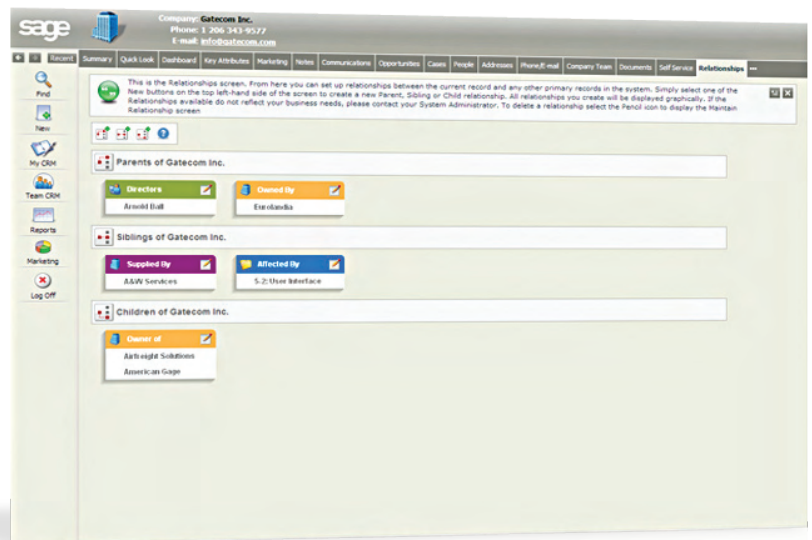 sage
Company: Gatecom Inc.
Phone: 1 206 343-9577
E-mail: info@gatecom.com
Recent Summary Quick Look Dashboard Key Attributes Marketing Notes Communications Opportunities Cases People Addresses Phone/E-mail Company Team Documents Self Service Relationships
Find
New
My CRM
Team CRM
Reports
Marketing
Log Off
This is the Relationships screen. From here you can set up relationships between the current record and any other primary records in the system. Simply select one of the
New buttons on the top left-hand side of the screen to create a new Parent, Sibling or Child relationship. All relationships you create will be displayed graphically. If the
Relationships available do not reflect your business needs, please contact your System Administrator. To delete a relationship select the Pencil icon to display the Maintain
Relationship screen
Parents of Gatecom Inc.
Directors
Arnold Ball
Owned By
Eurolandia
Siblings of Gatecom Inc.
Supplied By
A&W Services
Affected By
5-2: User Interface
Children of Gatecom Inc.
Owner of
Airfreight Solutions
American Gage